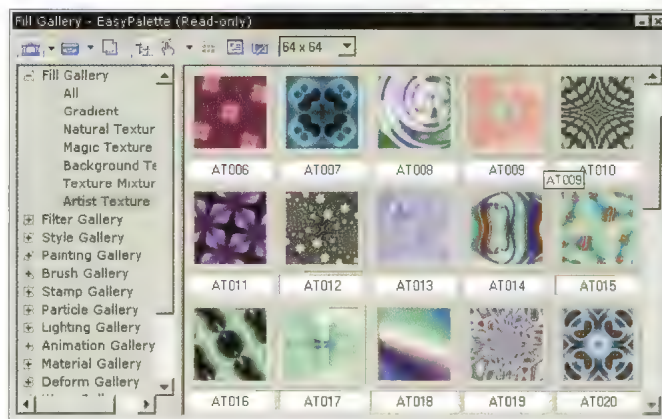 Fill Gallery - EasyPalette (Read-only)
64 x 64
Fill Gallery
All
Gradient
Natural Textur
Magic Texture
Background Te
Texture Mixtur
Artist Texture
Filter Gallery
Style Gallery
Painting Gallery
Brush Gallery
Stamp Gallery
Particle Gallery
Lighting Gallery
Animation Gallery
Material Gallery
Deform Gallery
AT006 AT007 AT008 AT009 AT010
AT009
AT011 AT012 AT013 AT014 AT015
AT016 AT017 AT018 AT019 AT020